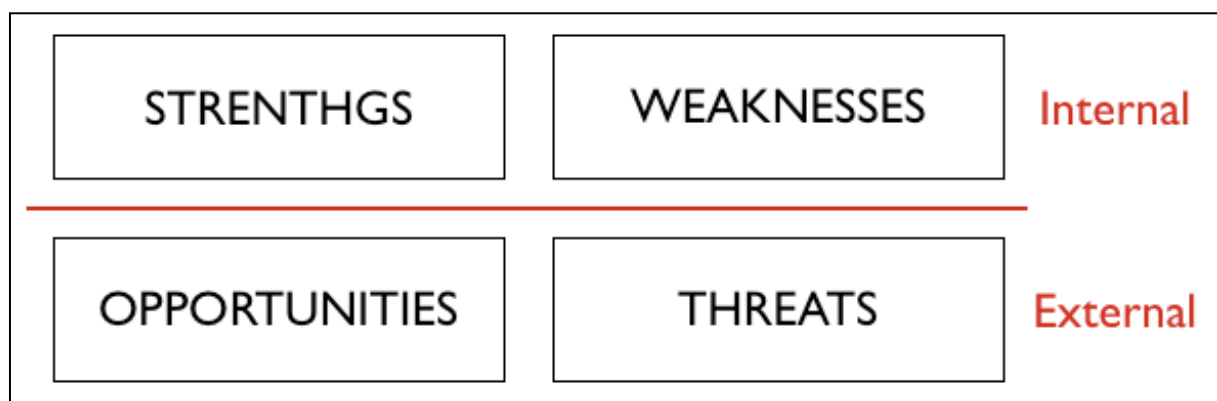 STRENTHGS
WEAKNESSES
Internal
OPPORTUNITIES
THREATS
External